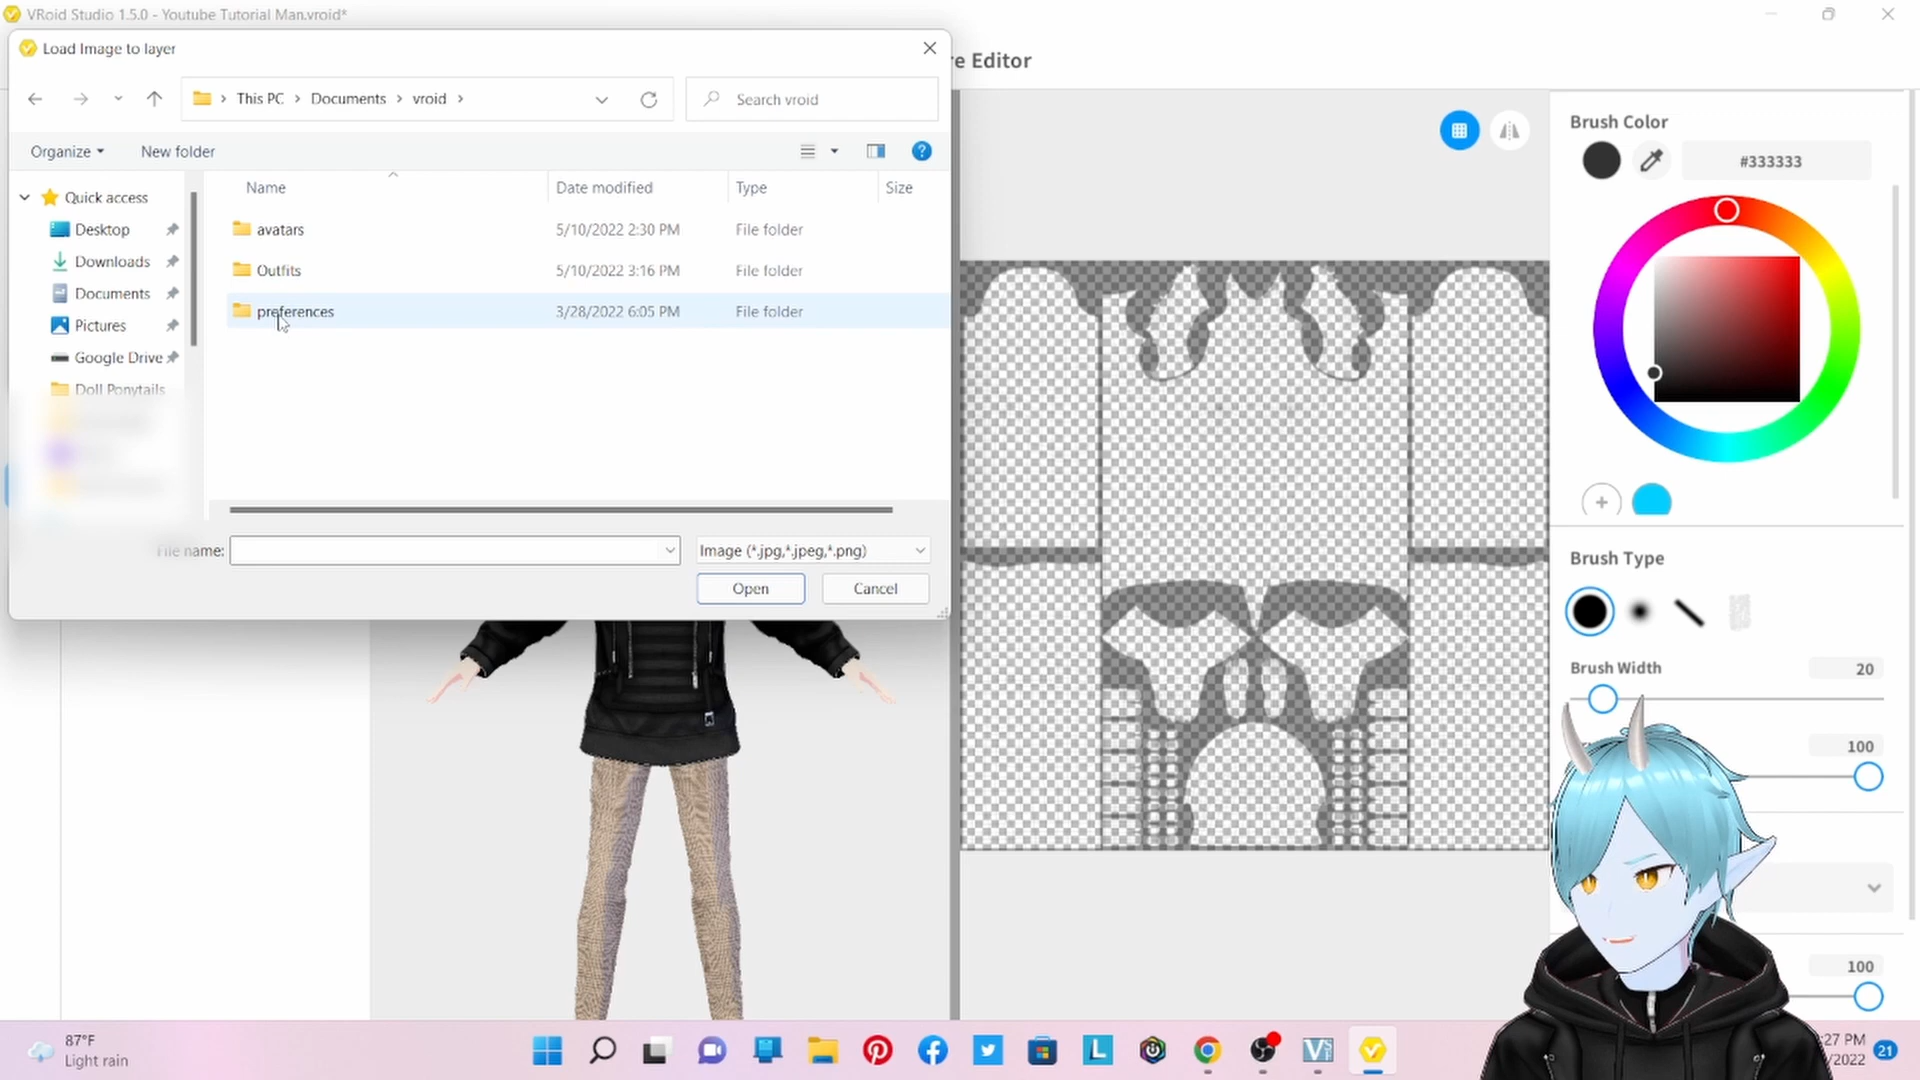 VRoid Studio 1.5.0 - Youtube Tutorial Man.vroid*
Load Image to layer
re Editor
This PC > Documents > vroid >
Search vroid
Organize
New folder
Name
Date modified
Type
Size
Quick access
Desktop
Downloads
Documents
Pictures
Google Drive
Doll Ponytails
avatars 5/10/2022 2:30 PM File folder
Outfits 5/10/2022 3:16 PM File folder
preferences 3/28/2022 6:05 PM File folder
File name:
Image (*.jpg,*.jpeg,*.png)
Open
Cancel
Brush Color
#333333
Brush Type
Brush Width
20
100
100
87°F
Light rain
:27 PM
/2022
21